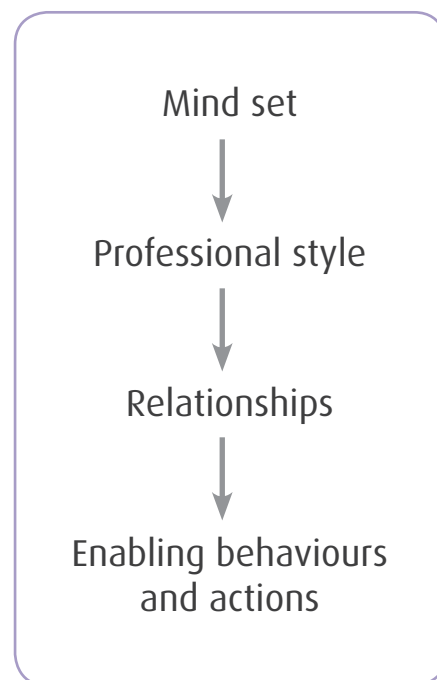 Mind set
Professional style
Relationships
Enabling behaviours
and actions